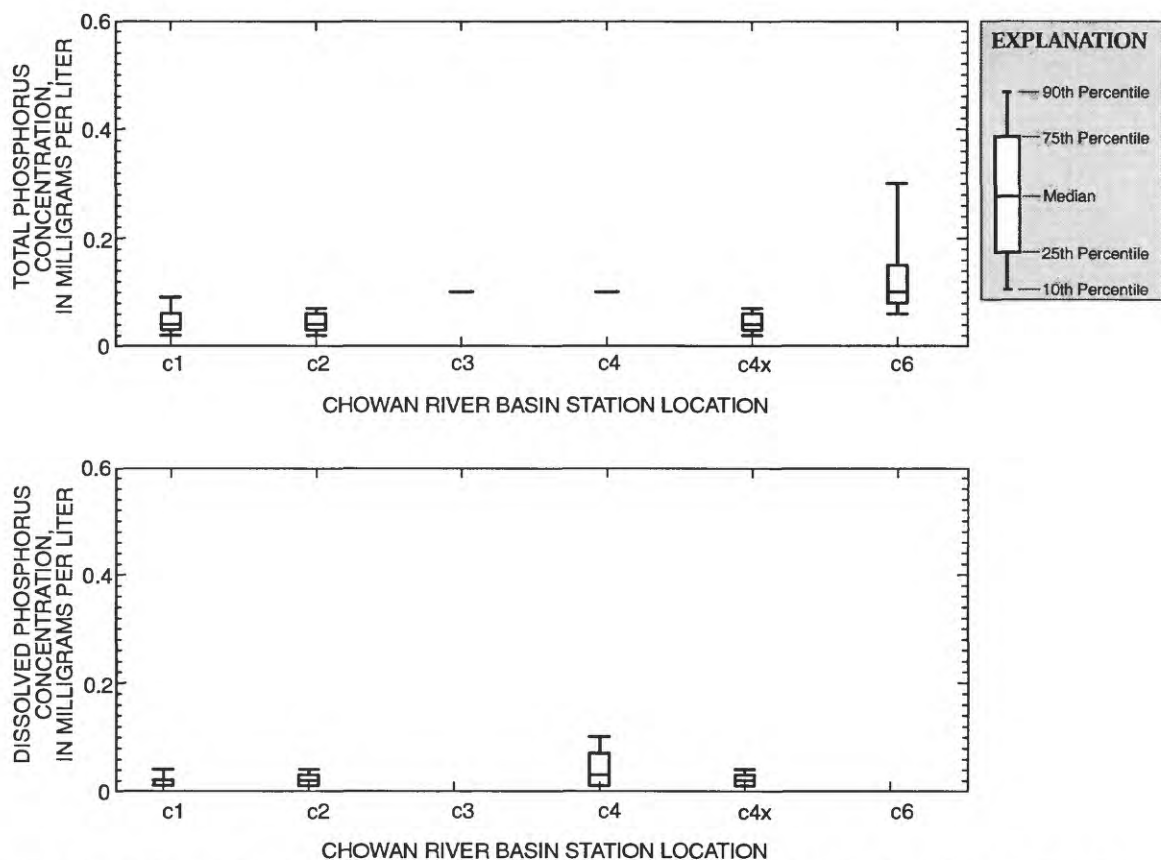 TOTAL PHOSPHORUS
CONCENTRATION,
IN MILLIGRAMS PER LITER
0.6
0.4
0.2
0
c1 c2 c3 c4 c4x c6
CHOWAN RIVER BASIN STATION LOCATION
EXPLANATION
90th Percentile
75th Percentile
Median
25th Percentile
10th Percentile
DISSOLVED PHOSPHORUS
CONCENTRATION,
IN MILLIGRAMS PER LITER
0.6
0.4
0.2
0
c1 c2 c3 c4 c4x c6
CHOWAN RIVER BASIN STATION LOCATION